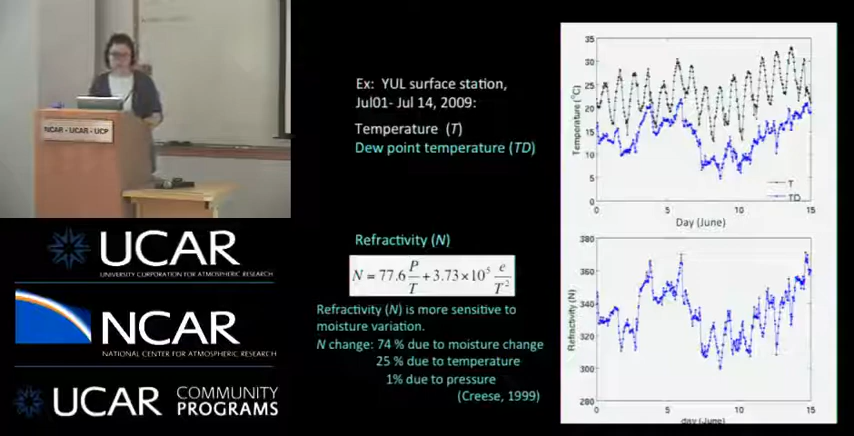 NCAR - UCAR - UCP
UCAR
UNIVERSITY CORPORATION FOR ATMOSPHERIC RESEARCH
NCAR
NATIONAL CENTER FOR ATMOSPHERIC RESEARCH
UCAR COMMUNITY PROGRAMS
Ex: YUL surface station,
Jul01- Jul 14, 2009:
Temperature (T)
Dew point temperature (TD)
Refractivity (N)
N = 77.6 P/T + 3.73 × 10^5 e/T^2
Refractivity (N) is more sensitive to
moisture variation.
N change: 74 % due to moisture change
25 % due to temperature
1% due to pressure
(Creese, 1999)
Temperature (°C)
35
30
25
20
15
10
5
0
T
TD
0 5 10 15
Day (June)
Refractivity (N)
380
360
340
320
300
280
0 5 10 15
day (June)